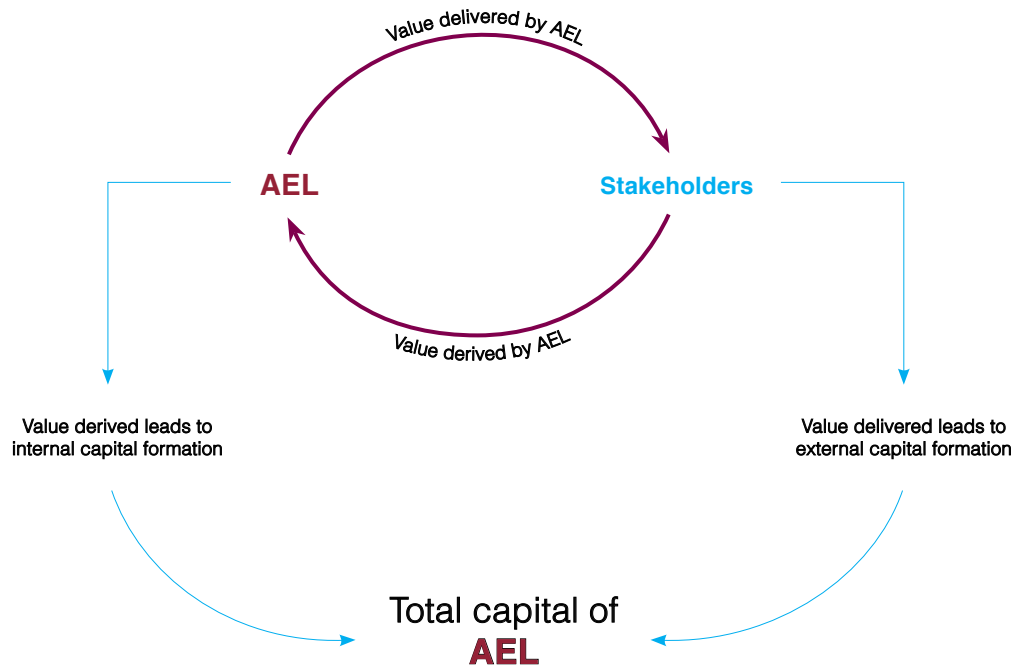 Value delivered by AEL
AEL
Stakeholders
Value derived by AEL
Value derived leads to
internal capital formation
Value delivered leads to
external capital formation
Total capital of
AEL